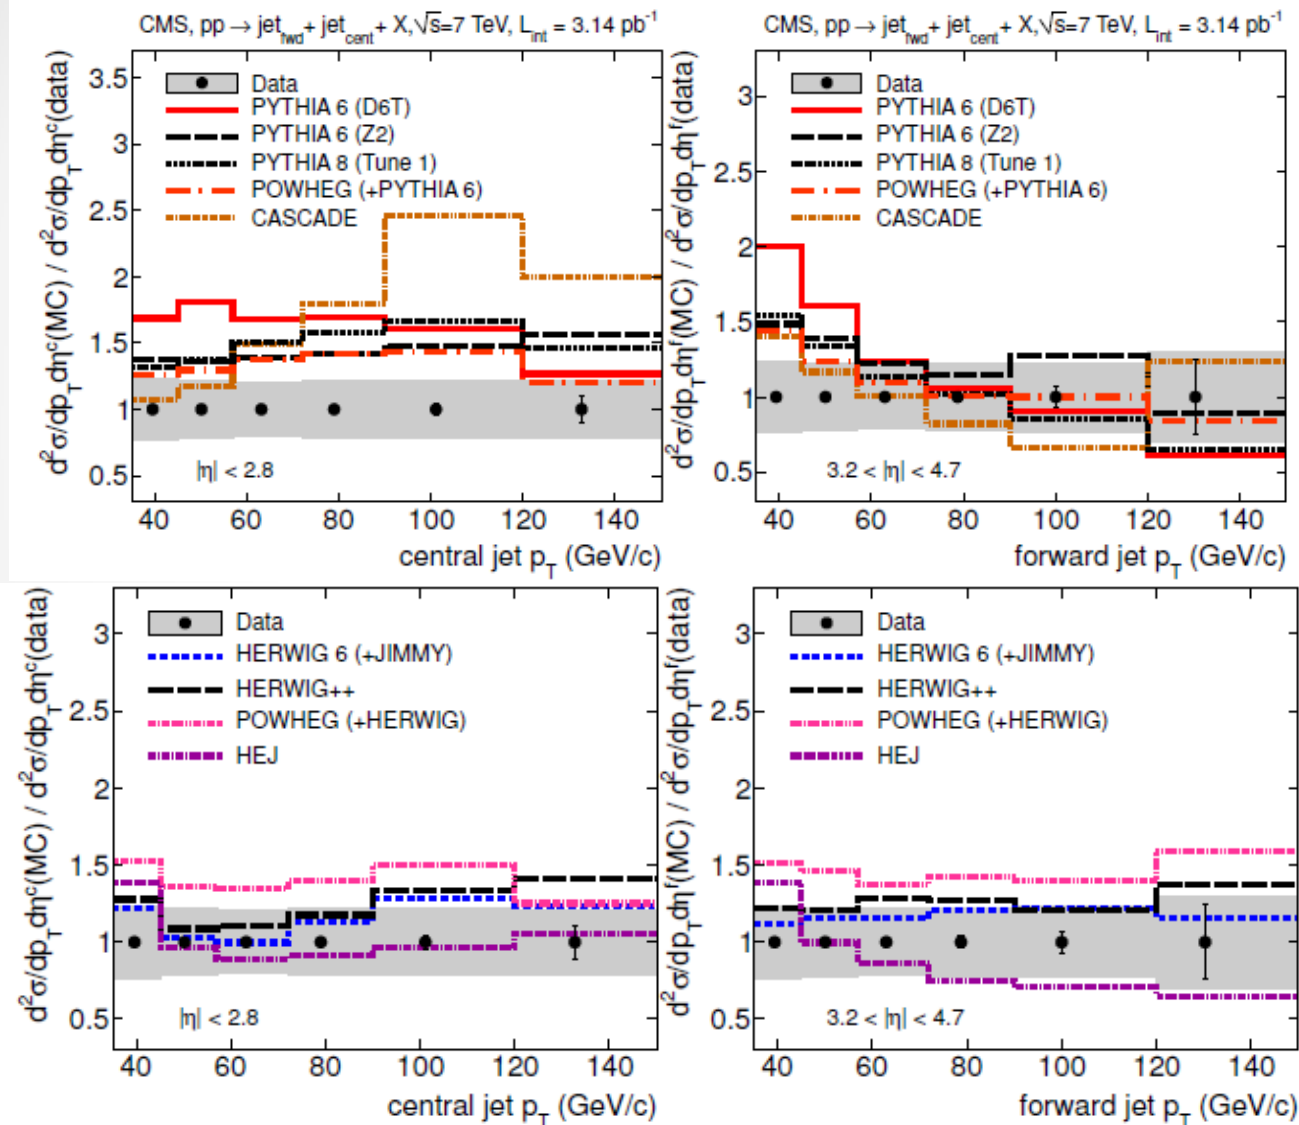 CMS, pp → jet_fwd + jet_cent + X, √s=7 TeV, L_int = 3.14 pb⁻¹
d²σ/dp_T dη^c(MC) / d²σ/dp_T dη^c(data)
3.5
3
2.5
2
1.5
1
0.5
Data
PYTHIA 6 (D6T)
PYTHIA 6 (Z2)
PYTHIA 8 (Tune 1)
POWHEG (+PYTHIA 6)
CASCADE
|η| < 2.8
40 60 80 100 120 140
central jet p_T (GeV/c)
CMS, pp → jet_fwd + jet_cent + X, √s=7 TeV, L_int = 3.14 pb⁻¹
d²σ/dp_T dη^f(MC) / d²σ/dp_T dη^f(data)
3
2.5
2
1.5
1
0.5
Data
PYTHIA 6 (D6T)
PYTHIA 6 (Z2)
PYTHIA 8 (Tune 1)
POWHEG (+PYTHIA 6)
CASCADE
3.2 < |η| < 4.7
40 60 80 100 120 140
forward jet p_T (GeV/c)
d²σ/dp_T dη^c(MC) / d²σ/dp_T dη^c(data)
3
2.5
2
1.5
1
0.5
Data
HERWIG 6 (+JIMMY)
HERWIG++
POWHEG (+HERWIG)
HEJ
|η| < 2.8
40 60 80 100 120 140
central jet p_T (GeV/c)
d²σ/dp_T dη^f(MC) / d²σ/dp_T dη^f(data)
3
2.5
2
1.5
1
0.5
Data
HERWIG 6 (+JIMMY)
HERWIG++
POWHEG (+HERWIG)
HEJ
3.2 < |η| < 4.7
40 60 80 100 120 140
forward jet p_T (GeV/c)